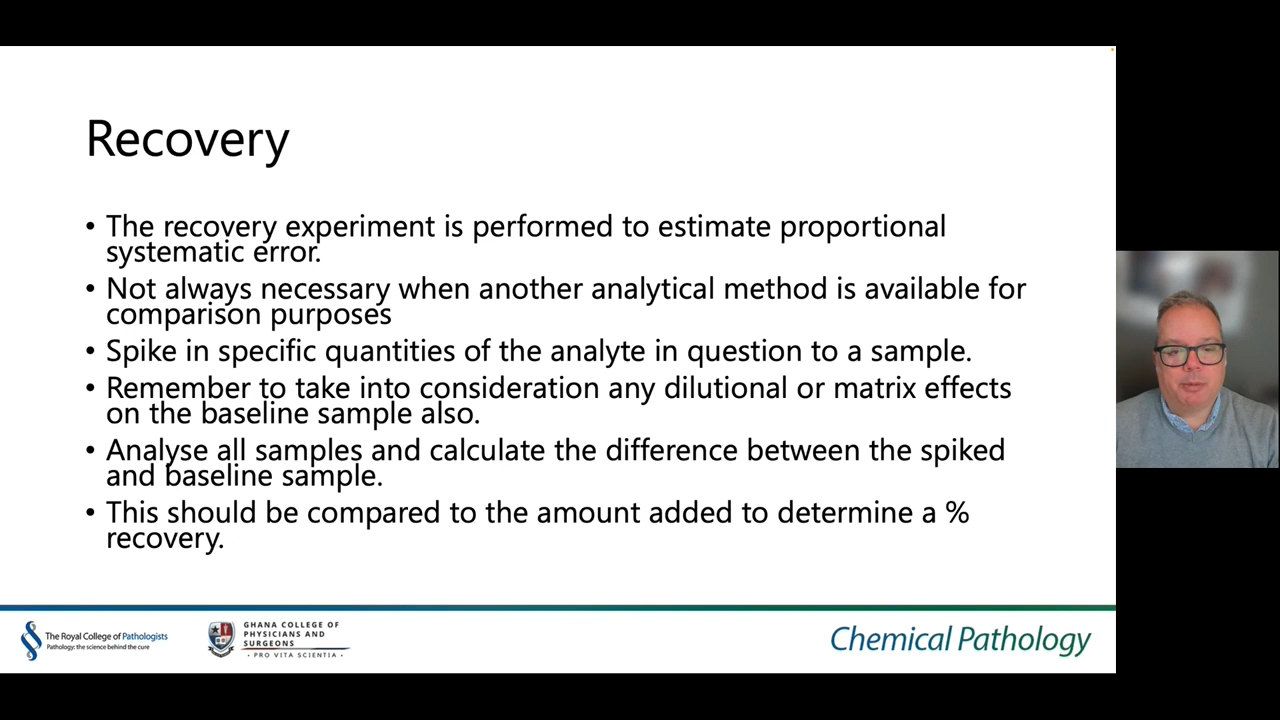 Recovery
• The recovery experiment is performed to estimate proportional
systematic error.
• Not always necessary when another analytical method is available for
comparison purposes
• Spike in specific quantities of the analyte in question to a sample.
• Remember to take into consideration any dilutional or matrix effects
on the baseline sample also.
• Analyse all samples and calculate the difference between the spiked
and baseline sample.
• This should be compared to the amount added to determine a %
recovery.
The Royal College of Pathologists
Pathology: the science behind the cure
GHANA COLLEGE OF
PHYSICIANS AND
SURGEONS
• PRO VITA SCIENTIA •
Chemical Pathology